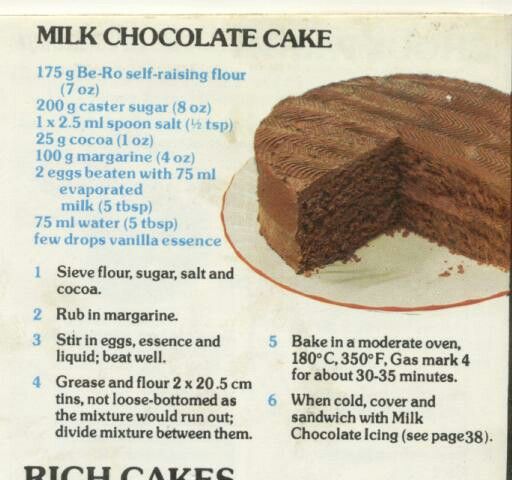 MILK CHOCOLATE CAKE
175 g Be-Ro self-raising flour
(7 oz)
200 g caster sugar (8 oz)
1 x 2.5 ml spoon salt (½ tsp)
25 g cocoa (1 oz)
100 g margarine (4 oz)
2 eggs beaten with 75 ml
evaporated
milk (5 tbsp)
75 ml water (5 tbsp)
few drops vanilla essence
1 Sieve flour, sugar, salt and
cocoa.
2 Rub in margarine.
3 Stir in eggs, essence and
liquid; beat well.
4 Grease and flour 2 x 20.5 cm
tins, not loose-bottomed as
the mixture would run out;
divide mixture between them.
5 Bake in a moderate oven,
180°C, 350°F, Gas mark 4
for about 30-35 minutes.
6 When cold, cover and
sandwich with Milk
Chocolate Icing (see page38).
RICH CAKES